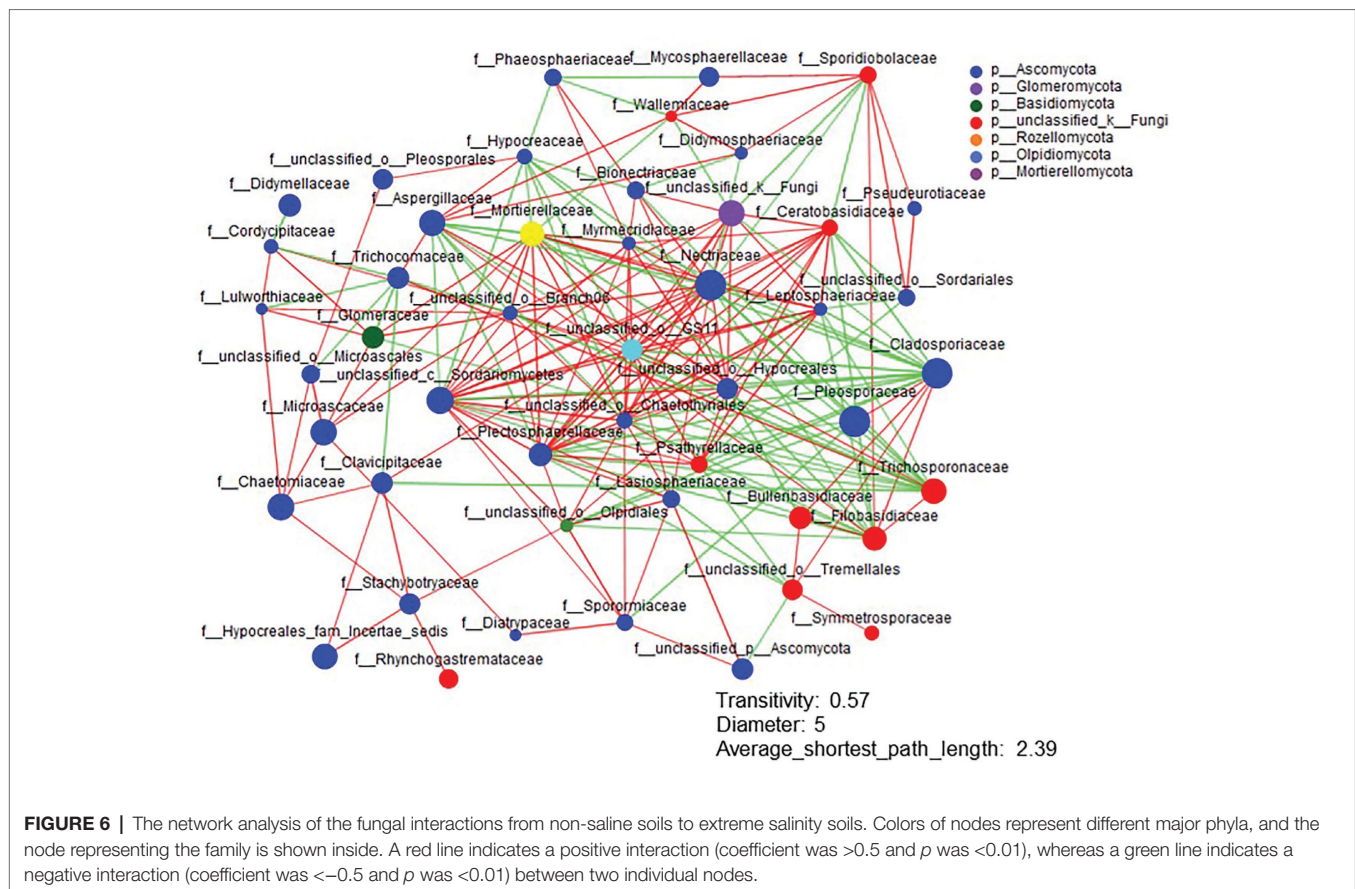 f__Phaeosphaeriaceae
f__Mycosphaerellaceae
f__Sporidiobolaceae
p__Ascomycota
p__Glomeromycota
p__Basidiomycota
p__unclassified_k__Fungi
p__Rozellomycota
p__Olpidiomycota
p__Mortierellomycota
f__Wallemiaceae
f__Hypocreaceae
f__Didymosphaeriaceae
f__unclassified_o__Pleosporales
f__Bionectriaceae
f__unclassified_k__Fungi
f__Didymellaceae
f__Pseudeurotiaceae
f__Aspergillaceae
f__Mortierellaceae
f__Ceratobasidiaceae
f__Cordycipitaceae
f__Myrmecridiaceae
f__Trichocomaceae
f__Nectriaceae
f__unclassified_o__Sordariales
f__Lulworthiaceae
f__unclassified_o__Branch06
f__Leptosphaeriaceae
f__Glomeraceae
f__unclassified_o__GS11
f__Cladosporiaceae
f__unclassified_o__Microascales
f__unclassified_c__Sordariomycetes
f__unclassified_o__Hypocreales
f__Pleosporaceae
f__Microascaceae
f__unclassified_o__Chaetothyriales
f__Plectosphaerellaceae
f__Psathyrellaceae
f__Clavicipitaceae
f__Trichosporonaceae
f__Chaetomiaceae
f__Lasiosphaeriaceae
f__Bulleribasidiaceae
f__unclassified_o__Olpidiales
f__Filobasidiaceae
f__unclassified_o__Tremellales
f__Stachybotryaceae
f__Sporormiaceae
f__Symmetrosporaceae
f__Diatrypaceae
f__Hypocreales_fam_Incertae_sedis
f__unclassified_p__Ascomycota
f__Rhynchogastremataceae
Transitivity: 0.57
Diameter: 5
Average_shortest_path_length: 2.39
FIGURE 6 | The network analysis of the fungal interactions from non-saline soils to extreme salinity soils. Colors of nodes represent different major phyla, and the
node representing the family is shown inside. A red line indicates a positive interaction (coefficient was >0.5 and p was <0.01), whereas a green line indicates a
negative interaction (coefficient was <−0.5 and p was <0.01) between two individual nodes.